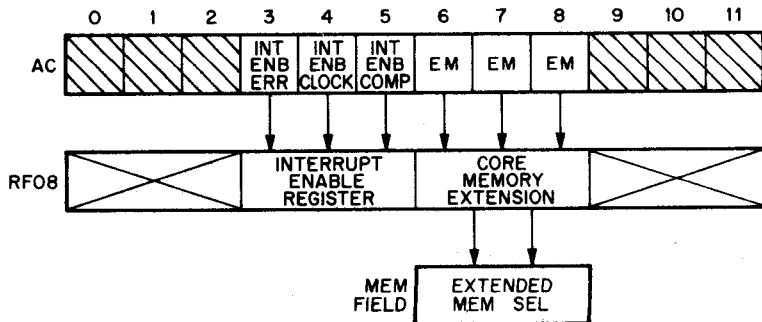 0 1 2 3 4 5 6 7 8 9 10 11
AC
INT ENB ERR
INT ENB CLOCK
INT ENB COMP
EM
EM
EM
RF08
INTERRUPT
ENABLE
REGISTER
CORE
MEMORY
EXTENSION
MEM
FIELD
EXTENDED
MEM SEL